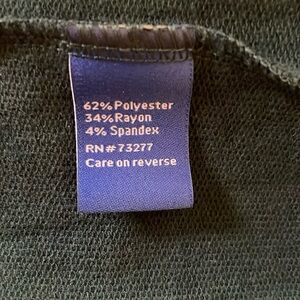 62% Polyester
34% Rayon
4% Spandex
RN# 73277
Care on reverse